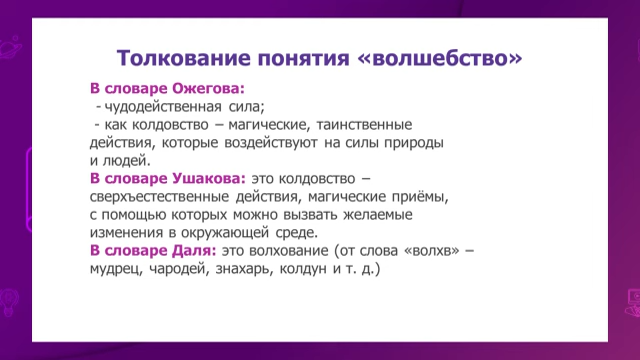 Толкование понятия «волшебство»
В словаре Ожегова:
- чудодейственная сила;
- как колдовство – магические, таинственные
действия, которые воздействуют на силы природы
и людей.
В словаре Ушакова: это колдовство –
сверхъестественные действия, магические приёмы,
с помощью которых можно вызвать желаемые
изменения в окружающей среде.
В словаре Даля: это волхование (от слова «волхв» –
мудрец, чародей, знахарь, колдун и т. д.)